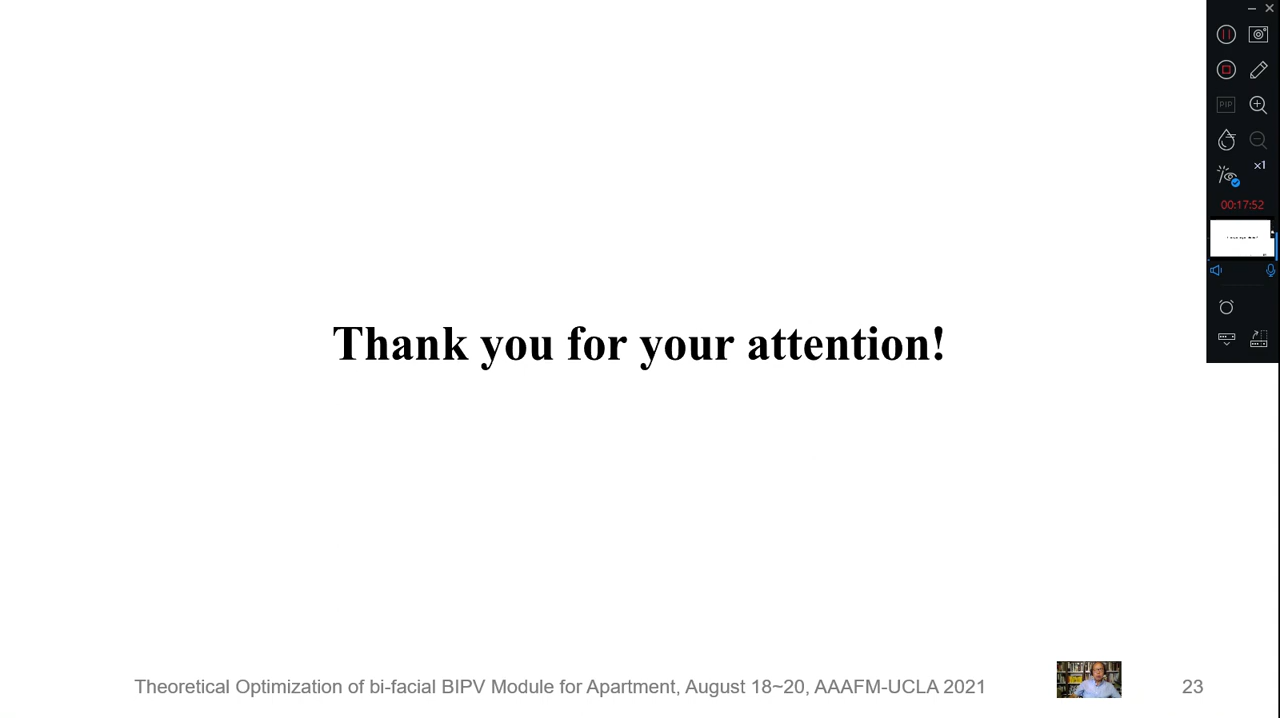 PIP
x1
00:17:52
Thank you for your attention!
Theoretical Optimization of bi-facial BIPV Module for Apartment, August 18~20, AAAFM-UCLA 2021
23